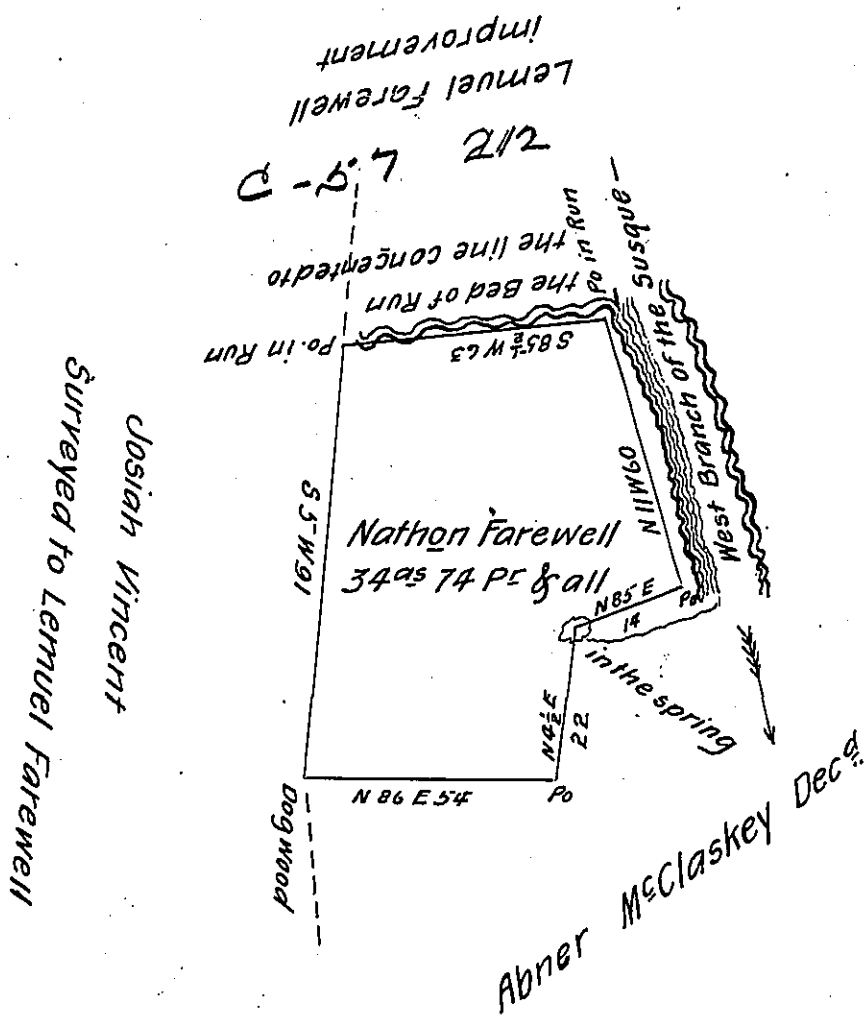 Lemuel Farewell
improvement
C - 5.7 212
the line concented to
the Bed of Run
Po. in Run
Po in Run
West Branch of the Susque-
S 85½ W 63
N 11 W 60
S 5 W 91
Nathon Farewell
34as 74 Pr & all
N 85 E
14
Po
in the spring
N 4½ E
22
N 86 E 54
Po
Dogwood
Josiah Vincent
Surveyed to Lemuel Farewell
Abner McClaskey Decd